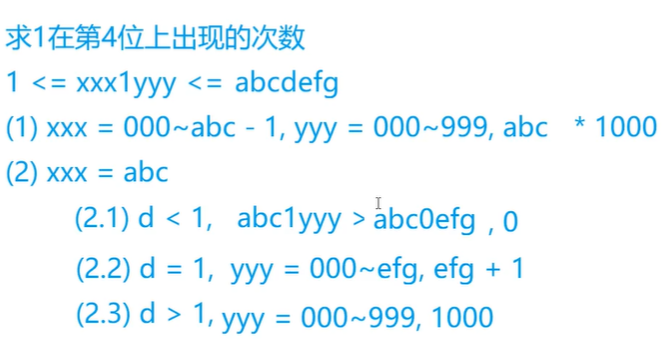 求1在第4位上出现的次数
1 <= xxx1yyy <= abcdefg
(1) xxx = 000~abc - 1, yyy = 000~999, abc * 1000
(2) xxx = abc
(2.1) d < 1, abc1yyy > abc0efg , 0
(2.2) d = 1, yyy = 000~efg, efg + 1
(2.3) d > 1, yyy = 000~999, 1000